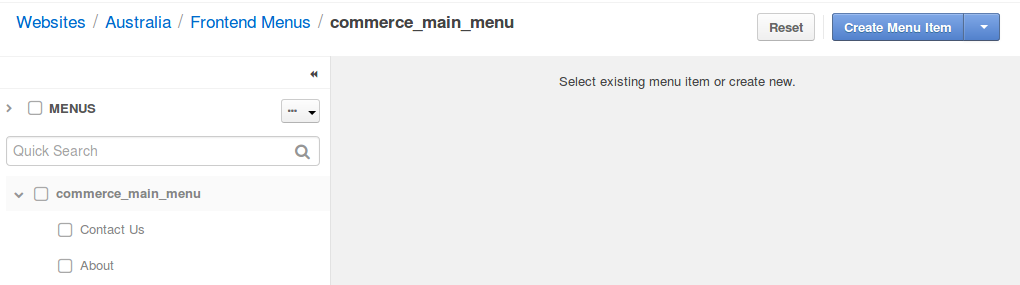 Websites / Australia / Frontend Menus / commerce_main_menu
Reset
Create Menu Item
Select existing menu item or create new.
MENUS
Quick Search
commerce_main_menu
Contact Us
About